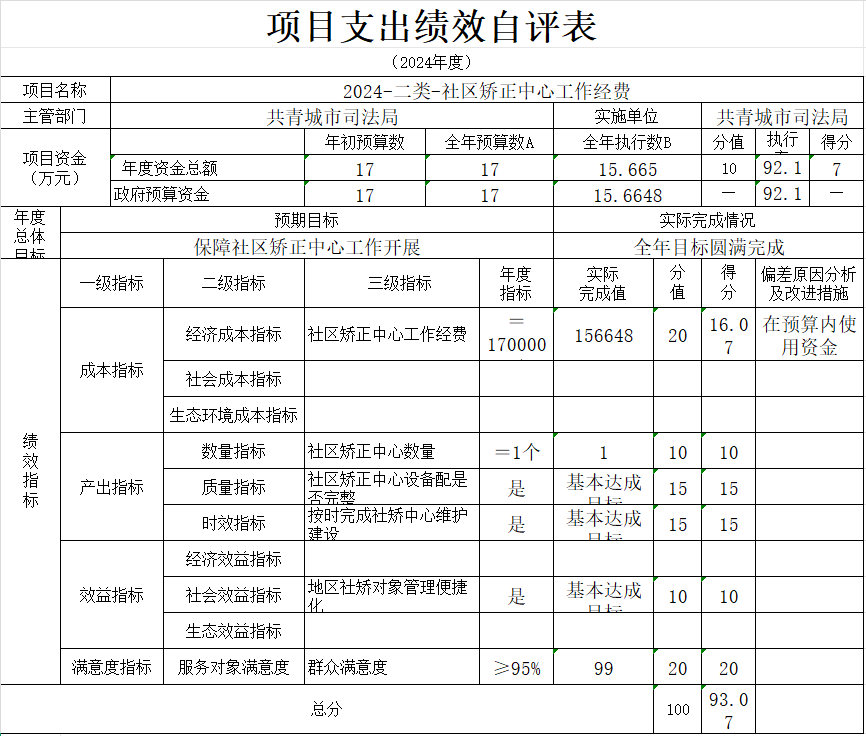 项目支出绩效自评表
（2024年度）
项目名称 2024-二类-社区矫正中心工作经费
主管部门 共青城市司法局 实施单位 共青城市司法局
项目资金
（万元）
年初预算数 全年预算数A 全年执行数B 分值 执行 得分
年度资金总额 17 17 15.665 10 92.1 7
政府预算资金 17 17 15.6648 — 92.1 —
年度
总体
目标
预期目标 实际完成情况
保障社区矫正中心工作开展 全年目标圆满完成
绩
效
指
标
一级指标 二级指标 三级指标
年度
指标
实际
完成值
分
值
得
分
偏差原因分析
及改进措施
成本指标
经济成本指标 社区矫正中心工作经费
＝
170000
156648 20
16.0
7
在预算内使
用资金
社会成本指标
生态环境成本指标
产出指标
数量指标 社区矫正中心数量 ＝1个 1 10 10
质量指标
社区矫正中心设备配是
否完整
是
基本达成
目标
15 15
时效指标
按时完成社矫中心维护
建设
是
基本达成
目标
15 15
效益指标
经济效益指标
社会效益指标
地区社矫对象管理便捷
化
是
基本达成
目标
10 10
生态效益指标
满意度指标 服务对象满意度 群众满意度 ≥95% 99 20 20
总分 100
93.0
7